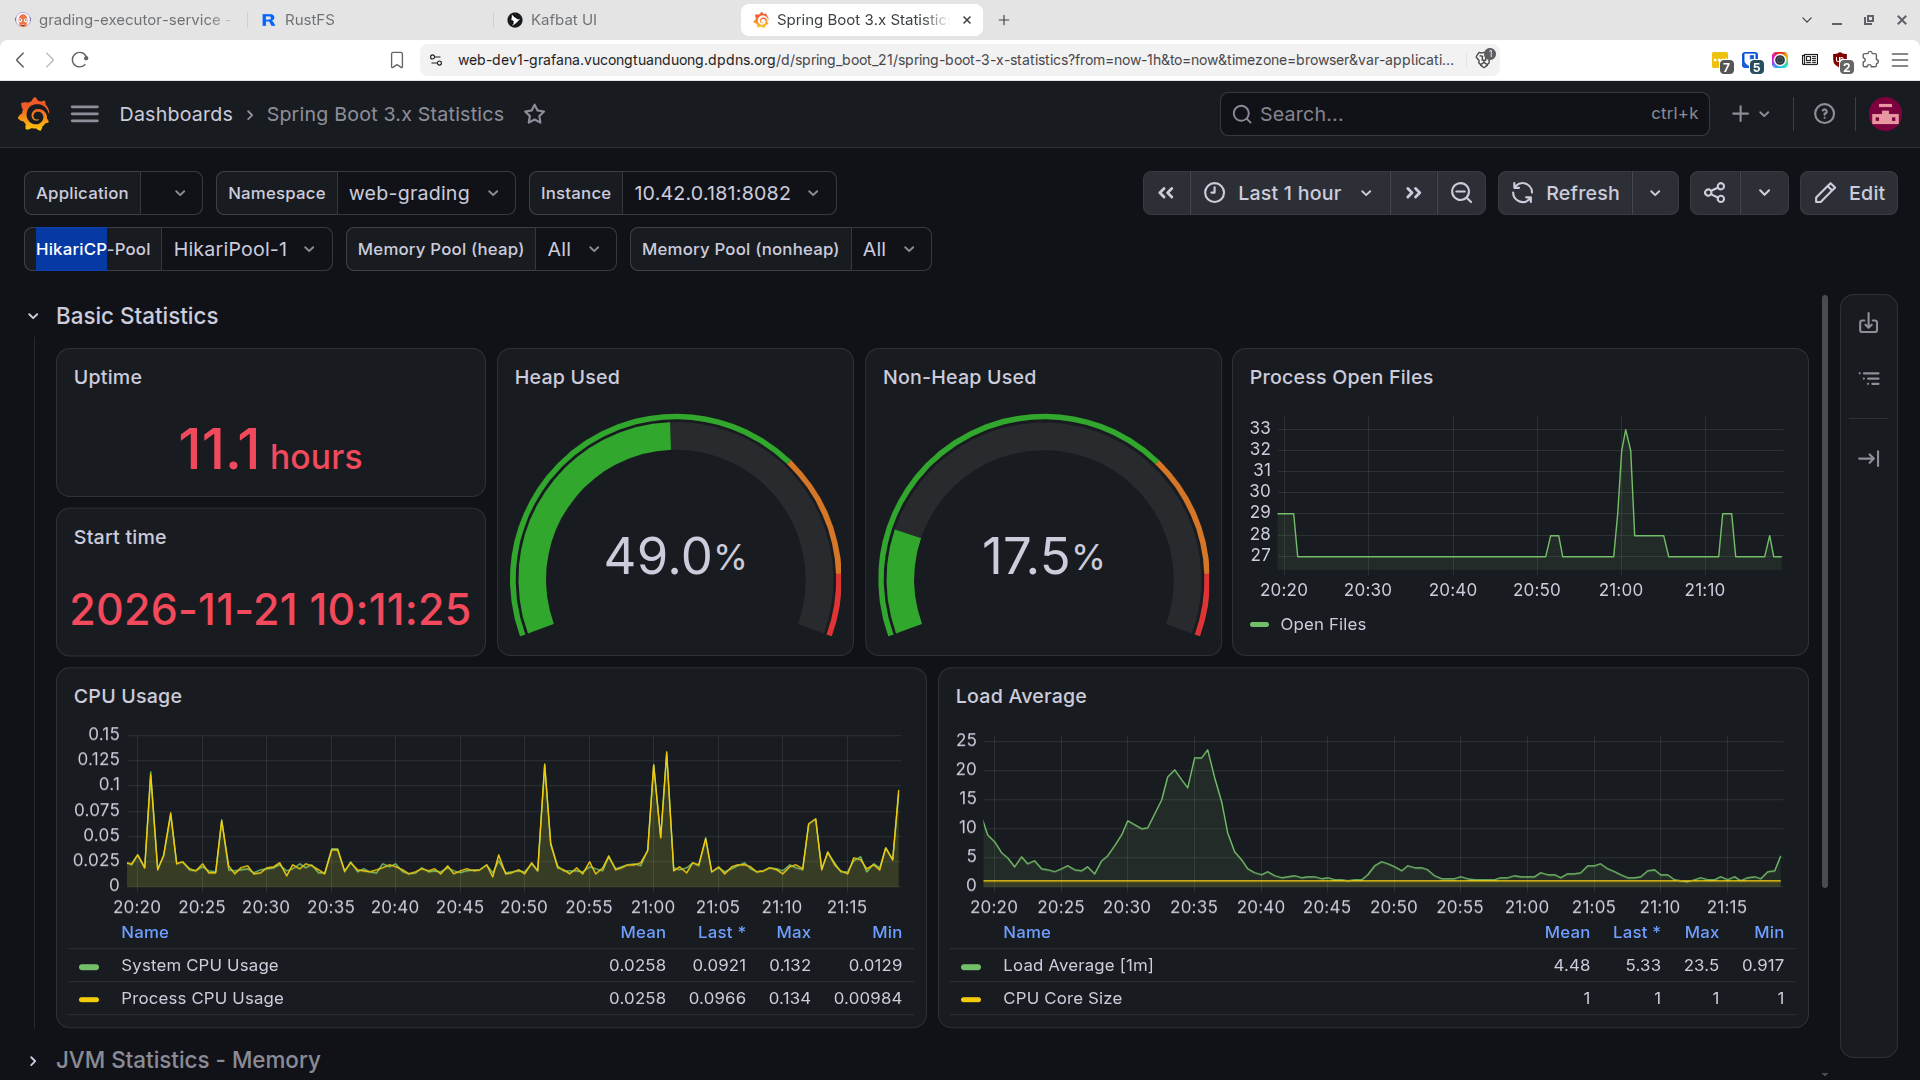 grading-executor-service -
RustFS
Kafbat UI
Spring Boot 3.x Statistic
web-dev1-grafana.vucongtuanduong.dpdns.org/d/spring_boot_21/spring-boot-3-x-statistics?from=now-1h&to=now&timezone=browser&var-applicati...
1
7
5
2
Dashboards › Spring Boot 3.x Statistics
Search... ctrl+k
Application
Namespace web-grading
Instance 10.42.0.181:8082
Last 1 hour
Refresh
Edit
HikariCP-Pool HikariPool-1
Memory Pool (heap) All
Memory Pool (nonheap) All
Basic Statistics
Uptime
11.1 hours
Start time
2026-11-21 10:11:25
Heap Used
49.0%
Non-Heap Used
17.5%
Process Open Files
33
32
31
30
29
28
27
20:20 20:30 20:40 20:50 21:00 21:10
Open Files
CPU Usage
0.15
0.125
0.1
0.075
0.05
0.025
0
20:20 20:25 20:30 20:35 20:40 20:45 20:50 20:55 21:00 21:05 21:10 21:15
Name Mean Last * Max Min
System CPU Usage 0.0258 0.0921 0.132 0.0129
Process CPU Usage 0.0258 0.0966 0.134 0.00984
Load Average
25
20
15
10
5
0
20:20 20:25 20:30 20:35 20:40 20:45 20:50 20:55 21:00 21:05 21:10 21:15
Name Mean Last * Max Min
Load Average [1m] 4.48 5.33 23.5 0.917
CPU Core Size 1 1 1 1
JVM Statistics - Memory